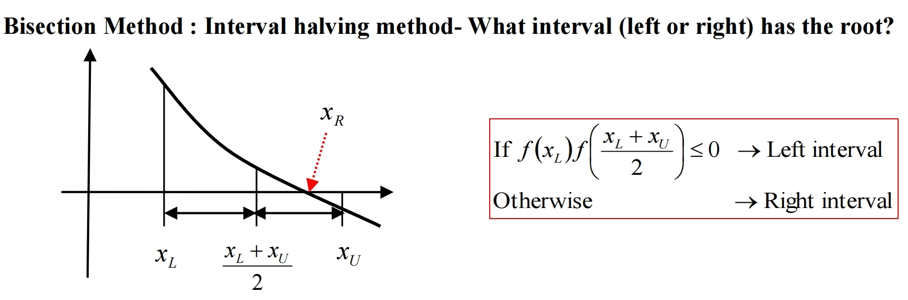 Bisection Method : Interval halving method- What interval (left or right) has the root?
x_R
If f(x_L)f((x_L + x_U)/2) ≤ 0 → Left interval
Otherwise → Right interval
x_L (x_L + x_U)/2 x_U